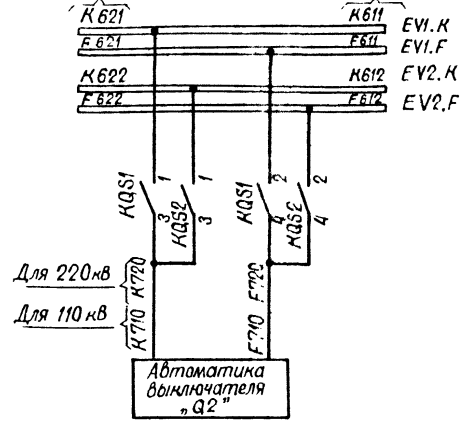 K621 K611
EV1.K
F621 F611 EV1.F
K622 K612 EV2.K
F622 F612 EV2.F
1 1 2 2
KQS1 KQS2 KQS1 KQS2
3 3 4 4
Для 220кВ K720 F720
Для 110кВ K710 F710
Автоматика
выключателя
„Q2"